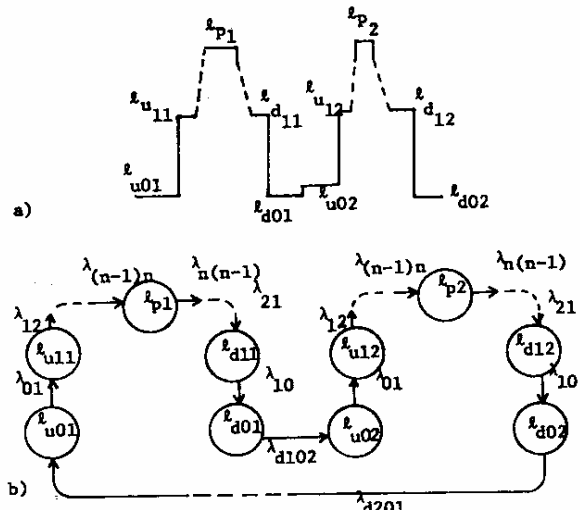 ℓp1 ℓp2
ℓu11 ℓd11 ℓu12 ℓd12
ℓu01 ℓd01 ℓu02 ℓd02
a)
λ(n-1)n λn(n-1) λ(n-1)n λn(n-1)
ℓp1 λ21 ℓp2 λ21
λ12 λ12
ℓu11 ℓd11 ℓu12 ℓd12
λ01 λ10 λ01 λ10
ℓu01 ℓd01 ℓu02 ℓd02
λd102
b)
λd201